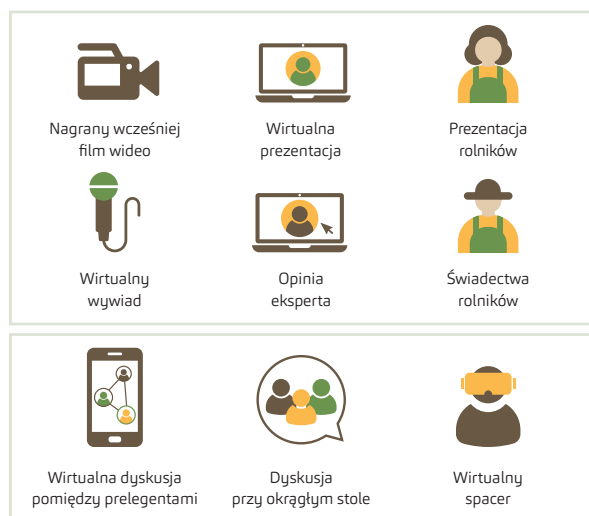 Nagrany wcześniej
film wideo
Wirtualna
prezentacja
Prezentacja
rolników
Wirtualny
wywiad
Opinia
eksperta
Świadectwa
rolników
Wirtualna dyskusja
pomiędzy prelegentami
Dyskusja
przy okrągłym stole
Wirtualny
spacer